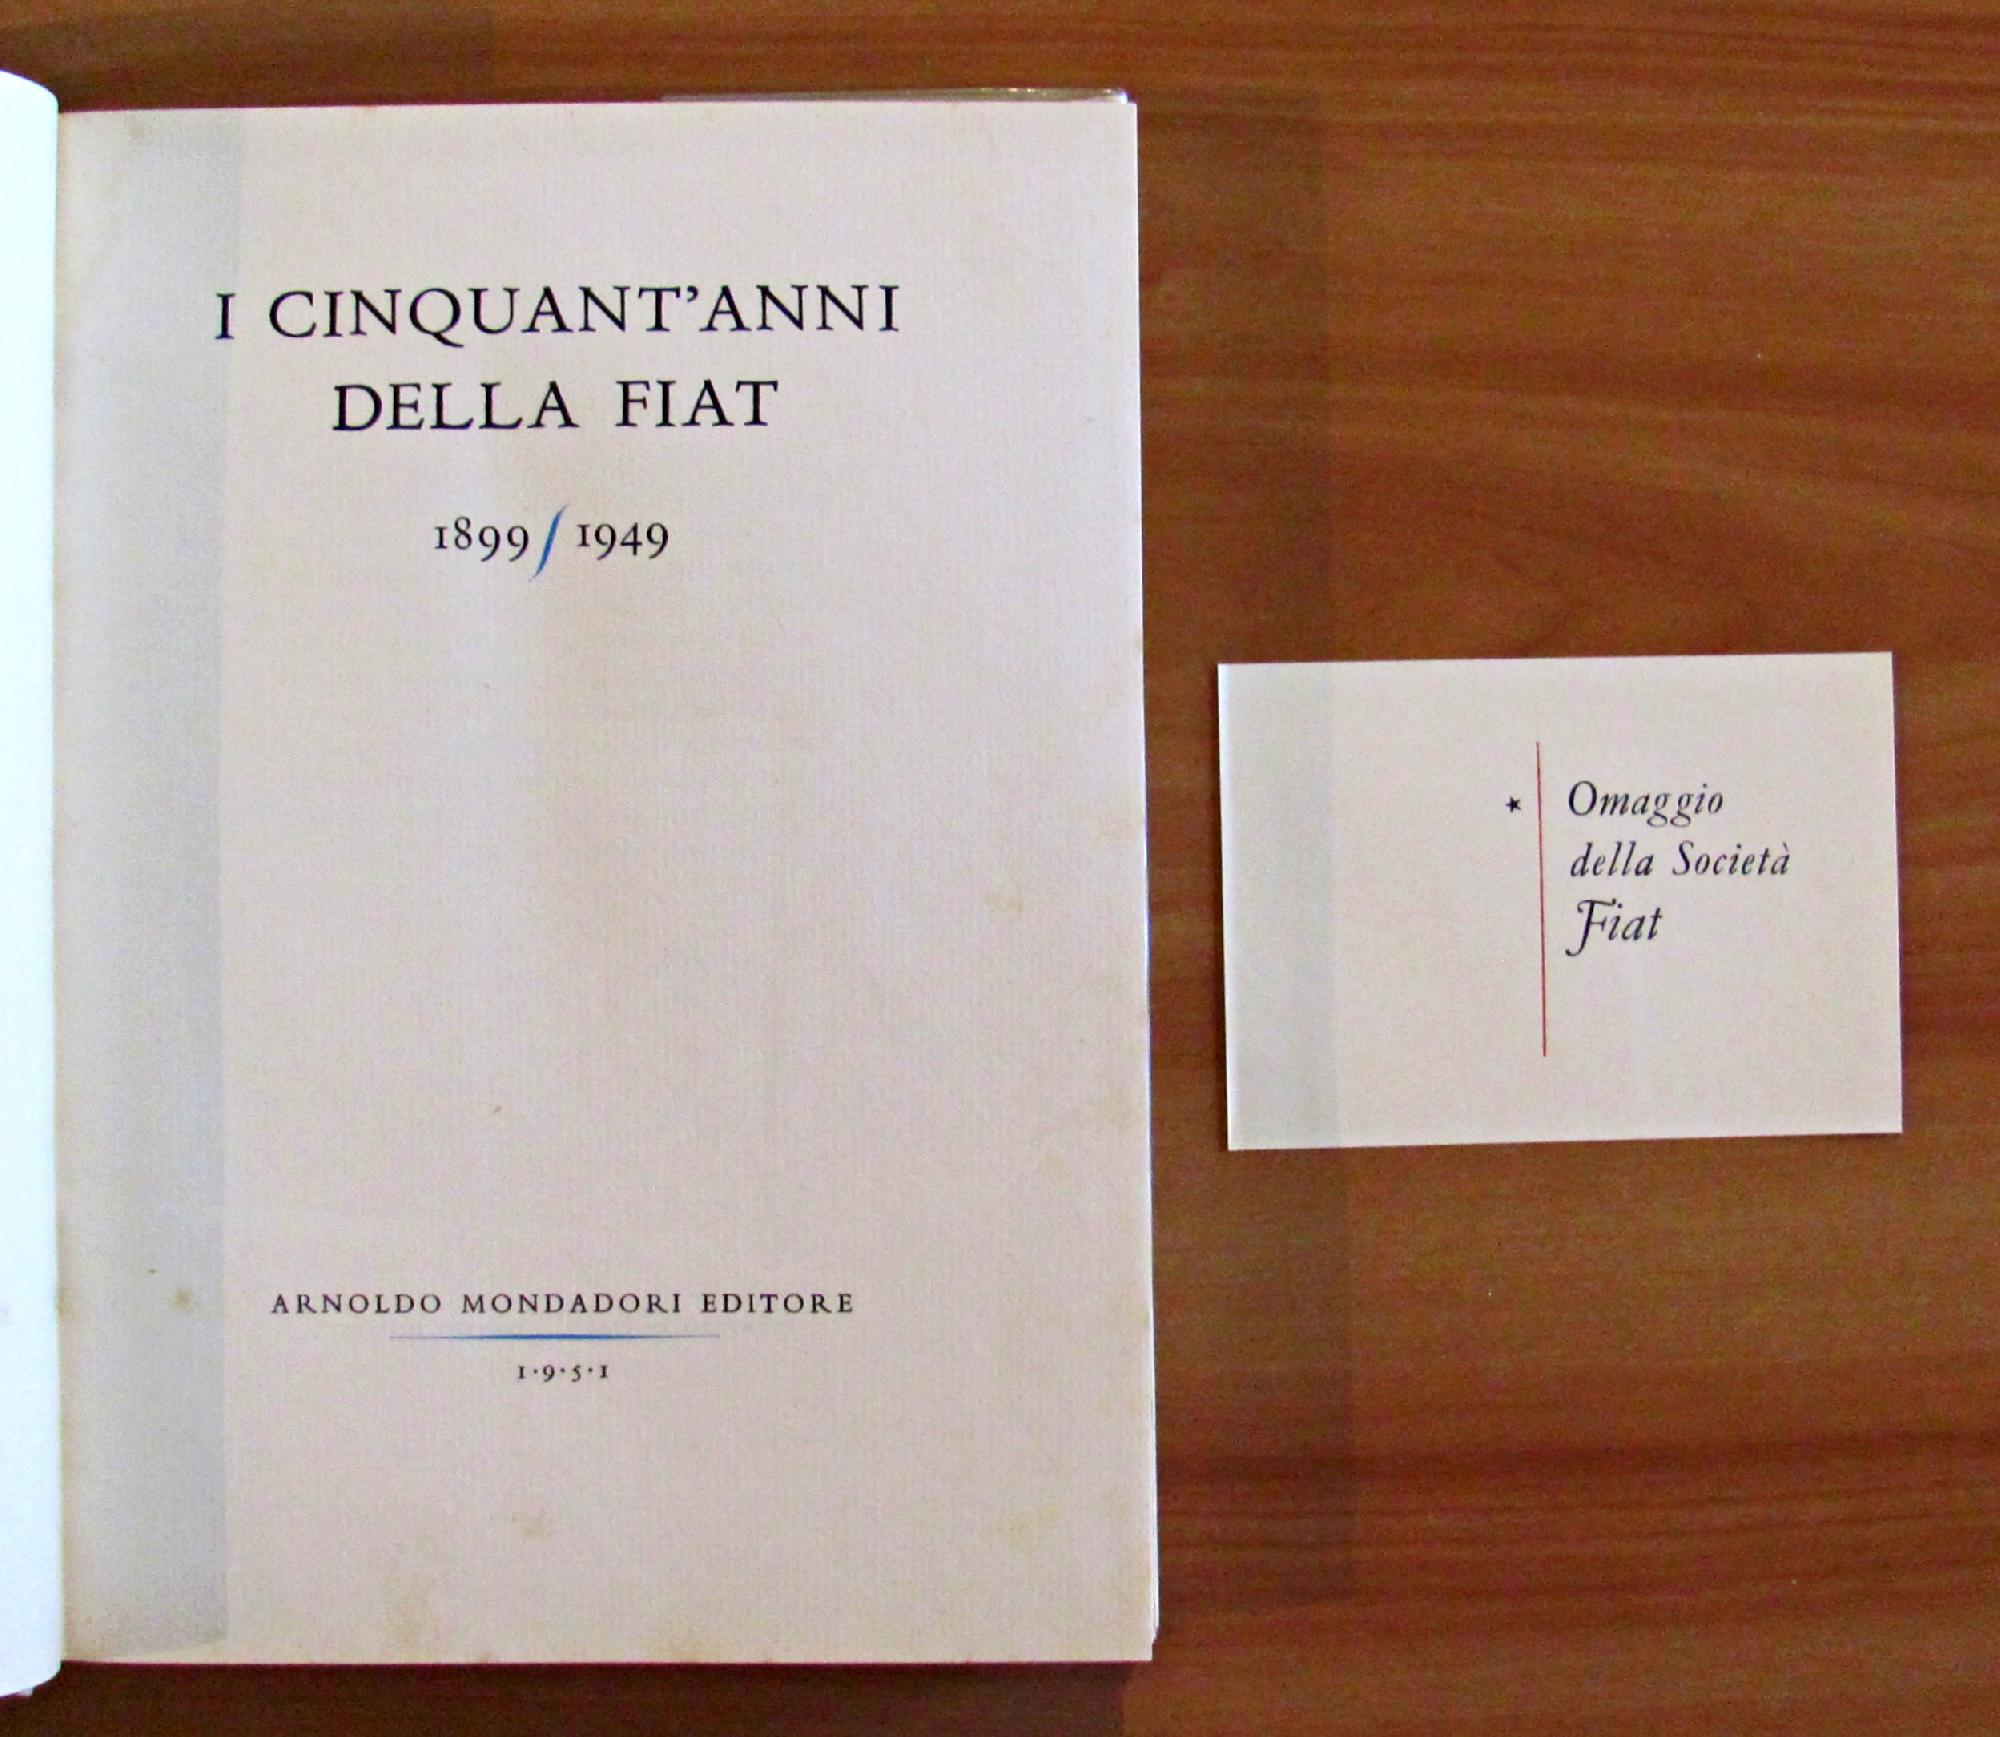 I CINQUANT’ANNI
DELLA FIAT
1899/1949
ARNOLDO MONDADORI EDITORE
1·9·5·1
★ Omaggio
della Società
Fiat